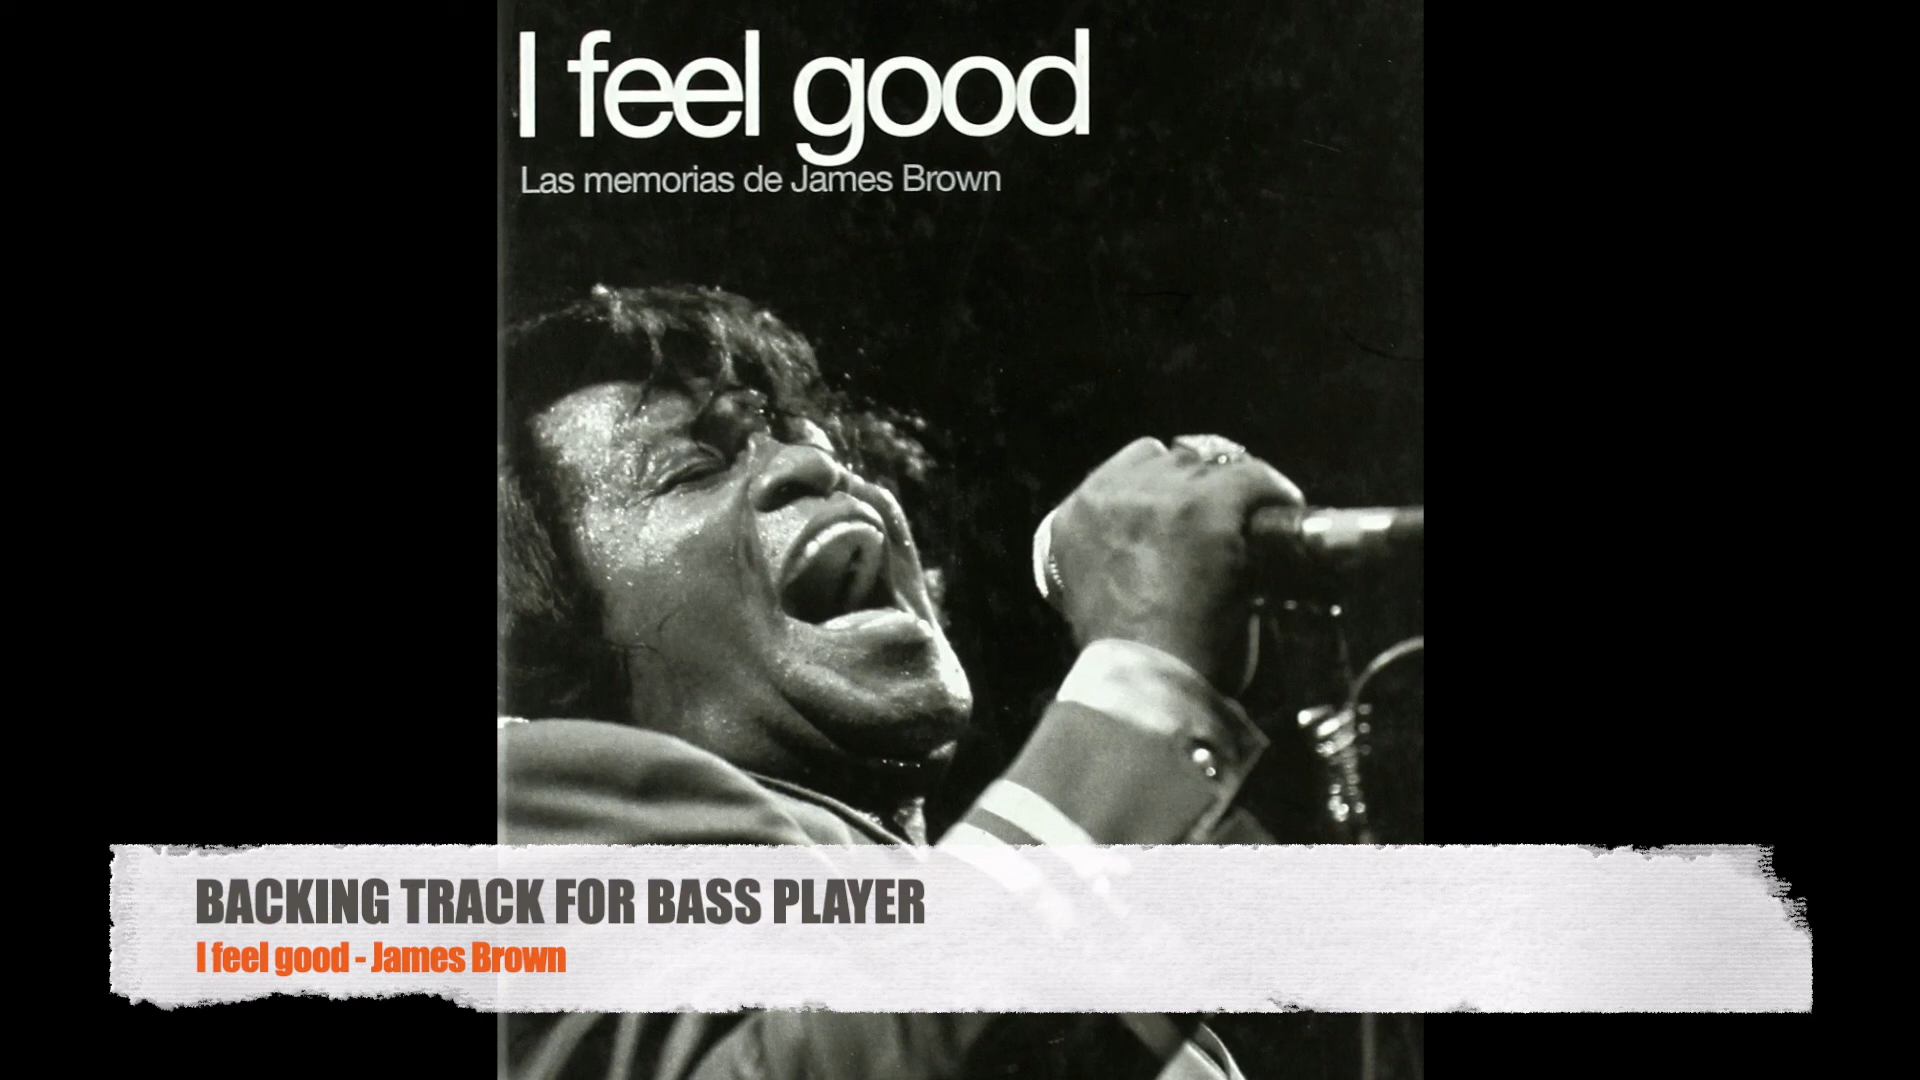 I feel good
Las memorias de James Brown
BACKING TRACK FOR BASS PLAYER
I feel good - James Brown